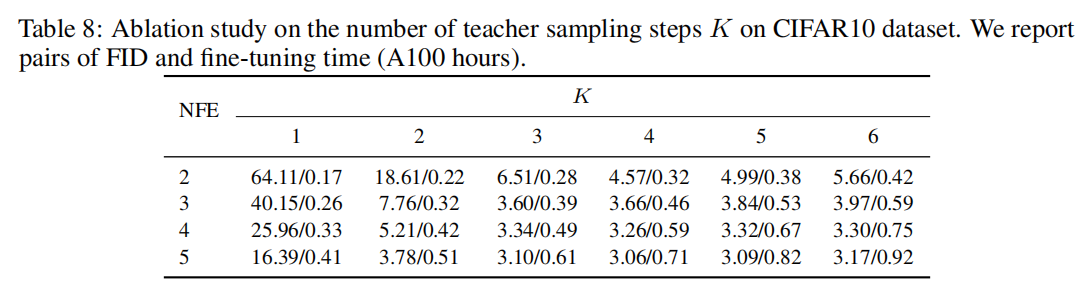 Table 8: Ablation study on the number of teacher sampling steps K on CIFAR10 dataset. We report
pairs of FID and fine-tuning time (A100 hours).
NFE K
1 2 3 4 5 6
2 64.11/0.17 18.61/0.22 6.51/0.28 4.57/0.32 4.99/0.38 5.66/0.42
3 40.15/0.26 7.76/0.32 3.60/0.39 3.66/0.46 3.84/0.53 3.97/0.59
4 25.96/0.33 5.21/0.42 3.34/0.49 3.26/0.59 3.32/0.67 3.30/0.75
5 16.39/0.41 3.78/0.51 3.10/0.61 3.06/0.71 3.09/0.82 3.17/0.92